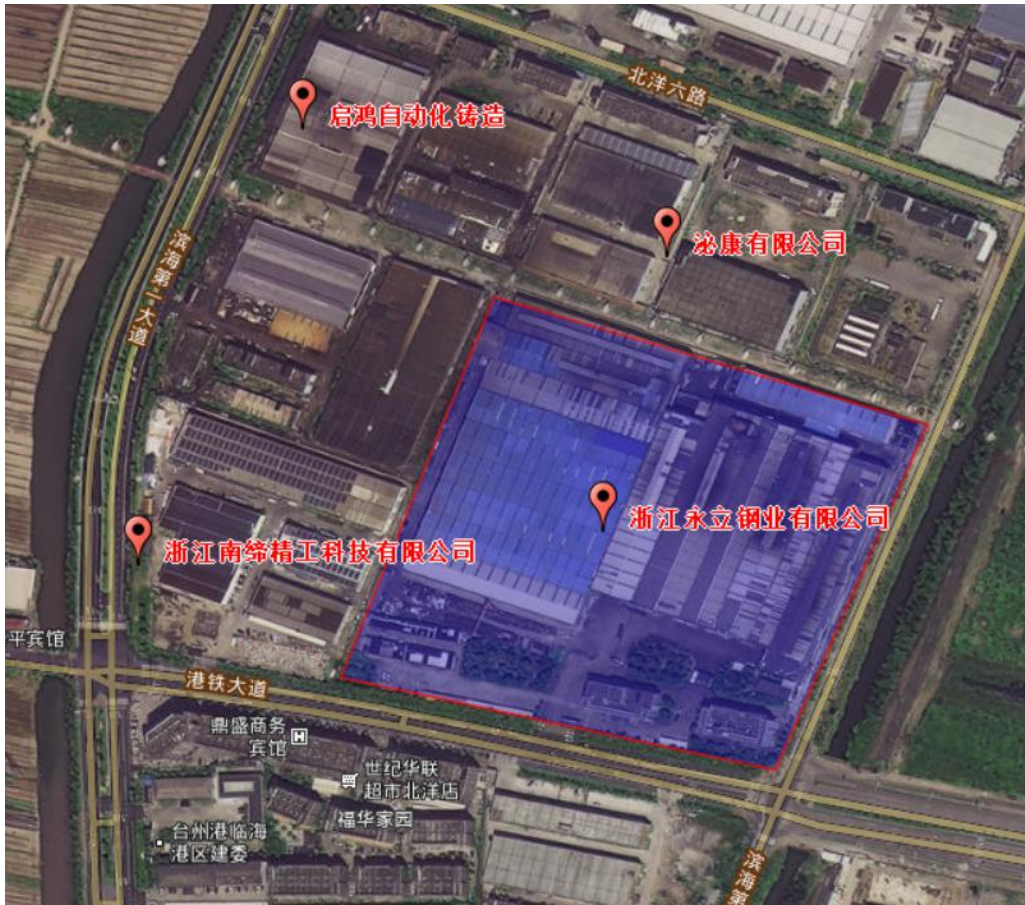 北洋六路
启鸿自动化铸造
泌康有限公司
滨海第二大道
浙江永立钢业有限公司
浙江南缔精工科技有限公司
平宾馆
港铁大道
鼎盛商务
宾馆
H
世纪华联
超市北洋店
福华家园
台州港临海
港区建委
滨海第